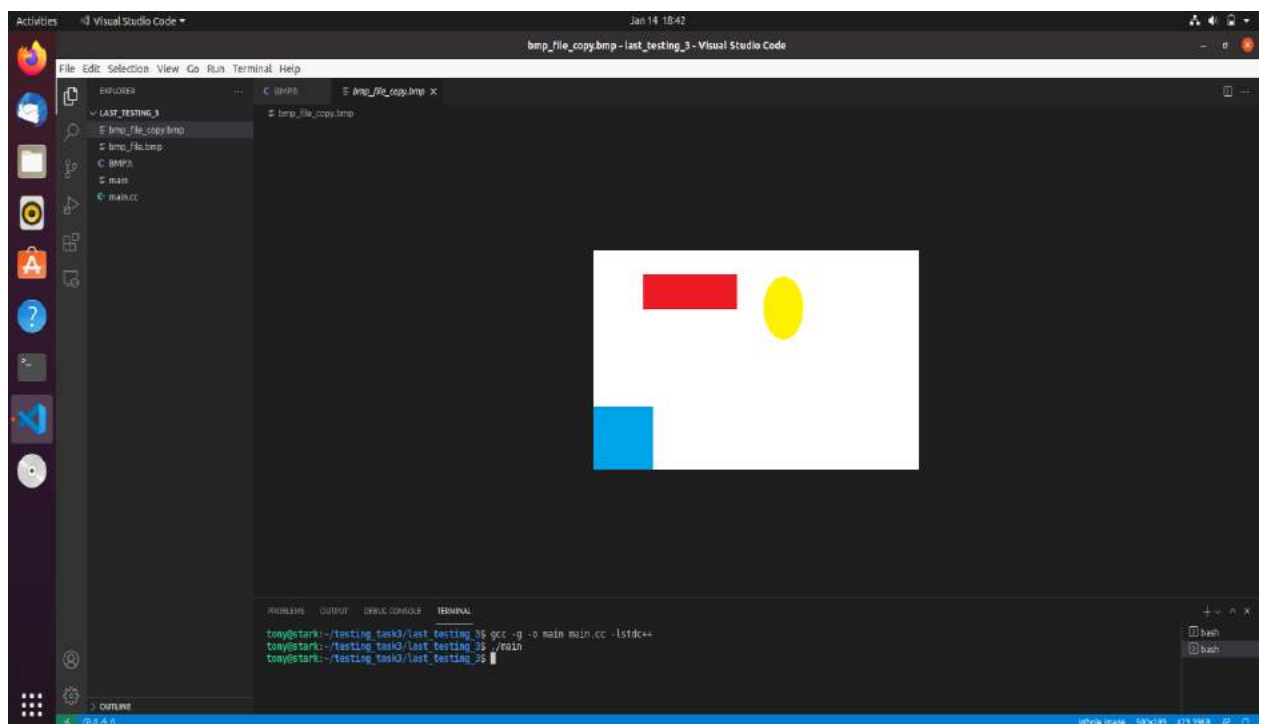 Activities Visual Studio Code Jan 14 18:42
bmp_file_copy.bmp - last_testing_3 - Visual Studio Code
File Edit Selection View Go Run Terminal Help
EXPLORER ... C BMP.h bmp_file_copy.bmp x
LAST_TESTING_3 bmp_file_copy.bmp
bmp_file_copy.bmp
bmp_file.bmp
C BMP.h
main
main.cc
PROBLEMS OUTPUT DEBUG CONSOLE TERMINAL
tony@stark:~/testing_task3/last_testing_3$ gcc -g -o main main.cc -lstdc++
tony@stark:~/testing_task3/last_testing_3$ ./main
tony@stark:~/testing_task3/last_testing_3$
bash
bash
OUTLINE
Whole Image